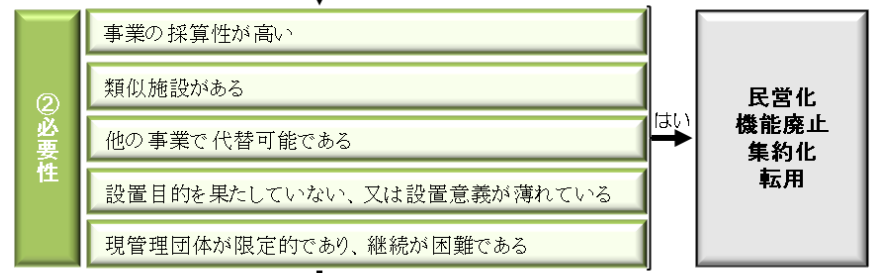 ②必要性
事業の採算性が高い
類似施設がある
他の事業で代替可能である
設置目的を果たしていない、又は設置意義が薄れている
現管理団体が限定的であり、継続が困難である
はい
民営化
機能廃止
集約化
転用